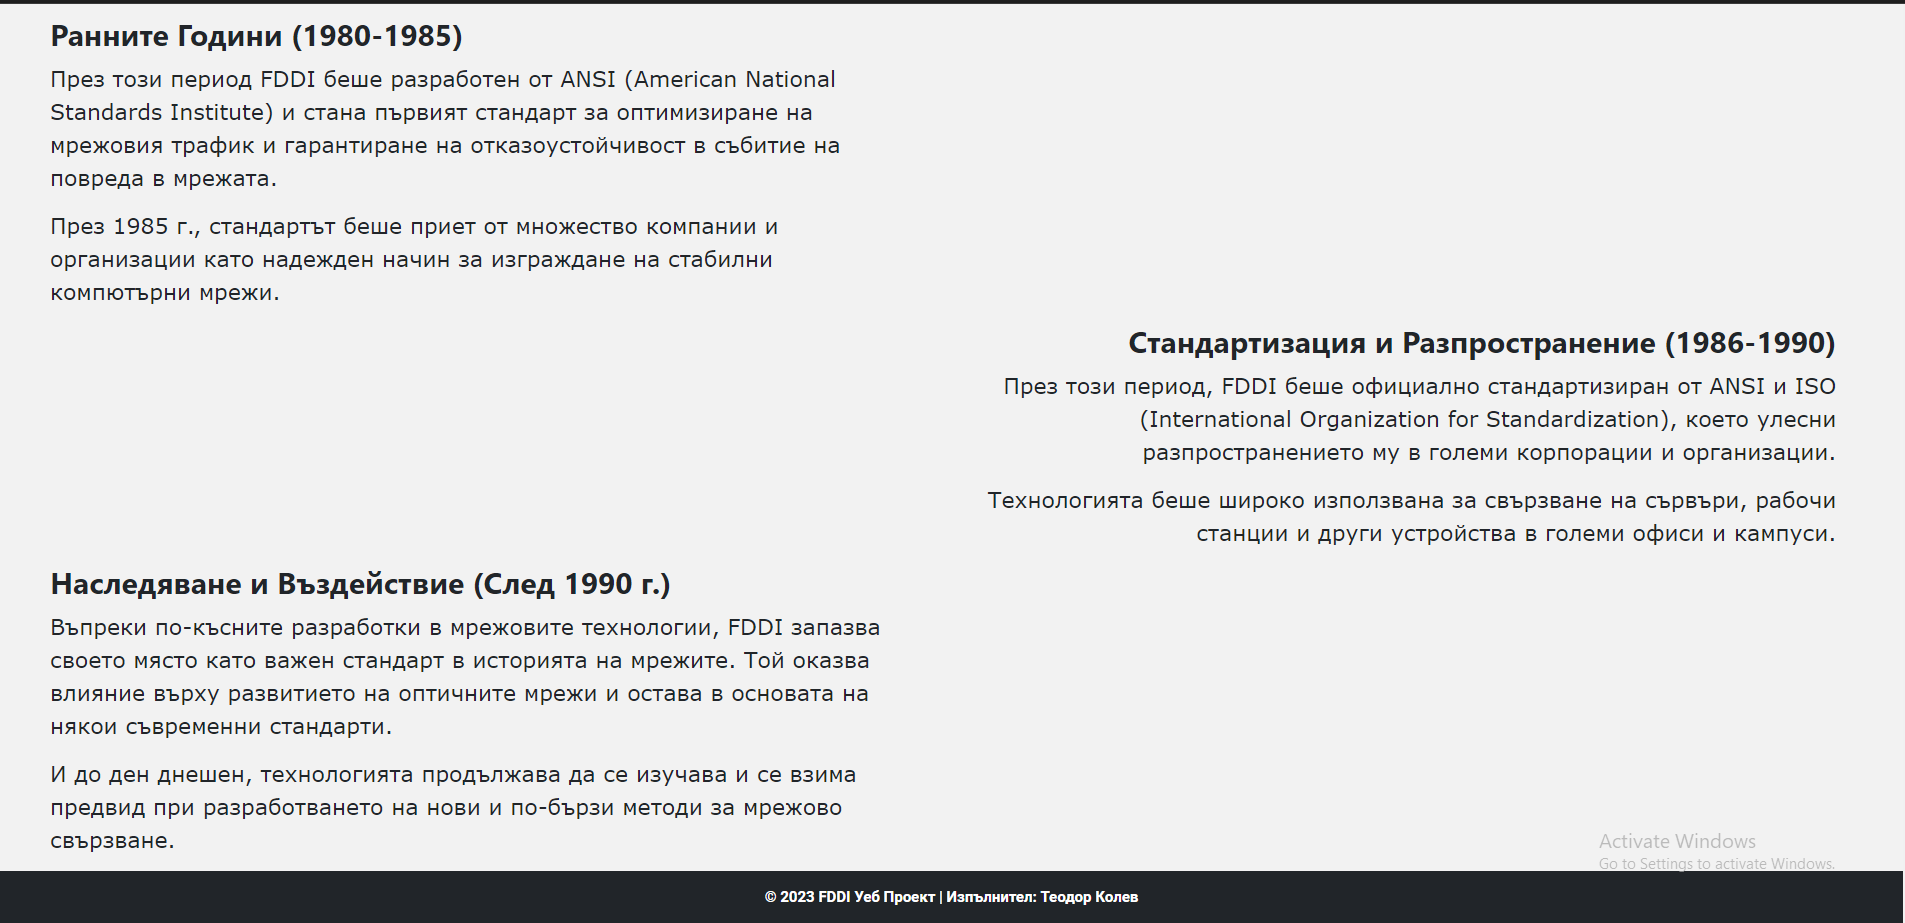 Ранните Години (1980-1985)
През този период FDDI беше разработен от ANSI (American National
Standards Institute) и стана първият стандарт за оптимизиране на
мрежовия трафик и гарантиране на отказоустойчивост в събитие на
повреда в мрежата.
През 1985 г., стандартът беше приет от множество компании и
организации като надежден начин за изграждане на стабилни
компютърни мрежи.
Стандартизация и Разпространение (1986-1990)
През този период, FDDI беше официално стандартизиран от ANSI и ISO
(International Organization for Standardization), което улесни
разпространението му в големи корпорации и организации.
Технологията беше широко използвана за свързване на сървъри, рабочи
станции и други устройства в големи офиси и кампуси.
Наследяване и Въздействие (След 1990 г.)
Въпреки по-късните разработки в мрежовите технологии, FDDI запазва
своето място като важен стандарт в историята на мрежите. Той оказва
влияние върху развитието на оптичните мрежи и остава в основата на
някои съвременни стандарти.
И до ден днешен, технологията продължава да се изучава и се взима
предвид при разработването на нови и по-бързи методи за мрежово
свързване.
Activate Windows
Go to Settings to activate Windows.
© 2023 FDDI Уеб Проект | Изпълнител: Теодор Колев